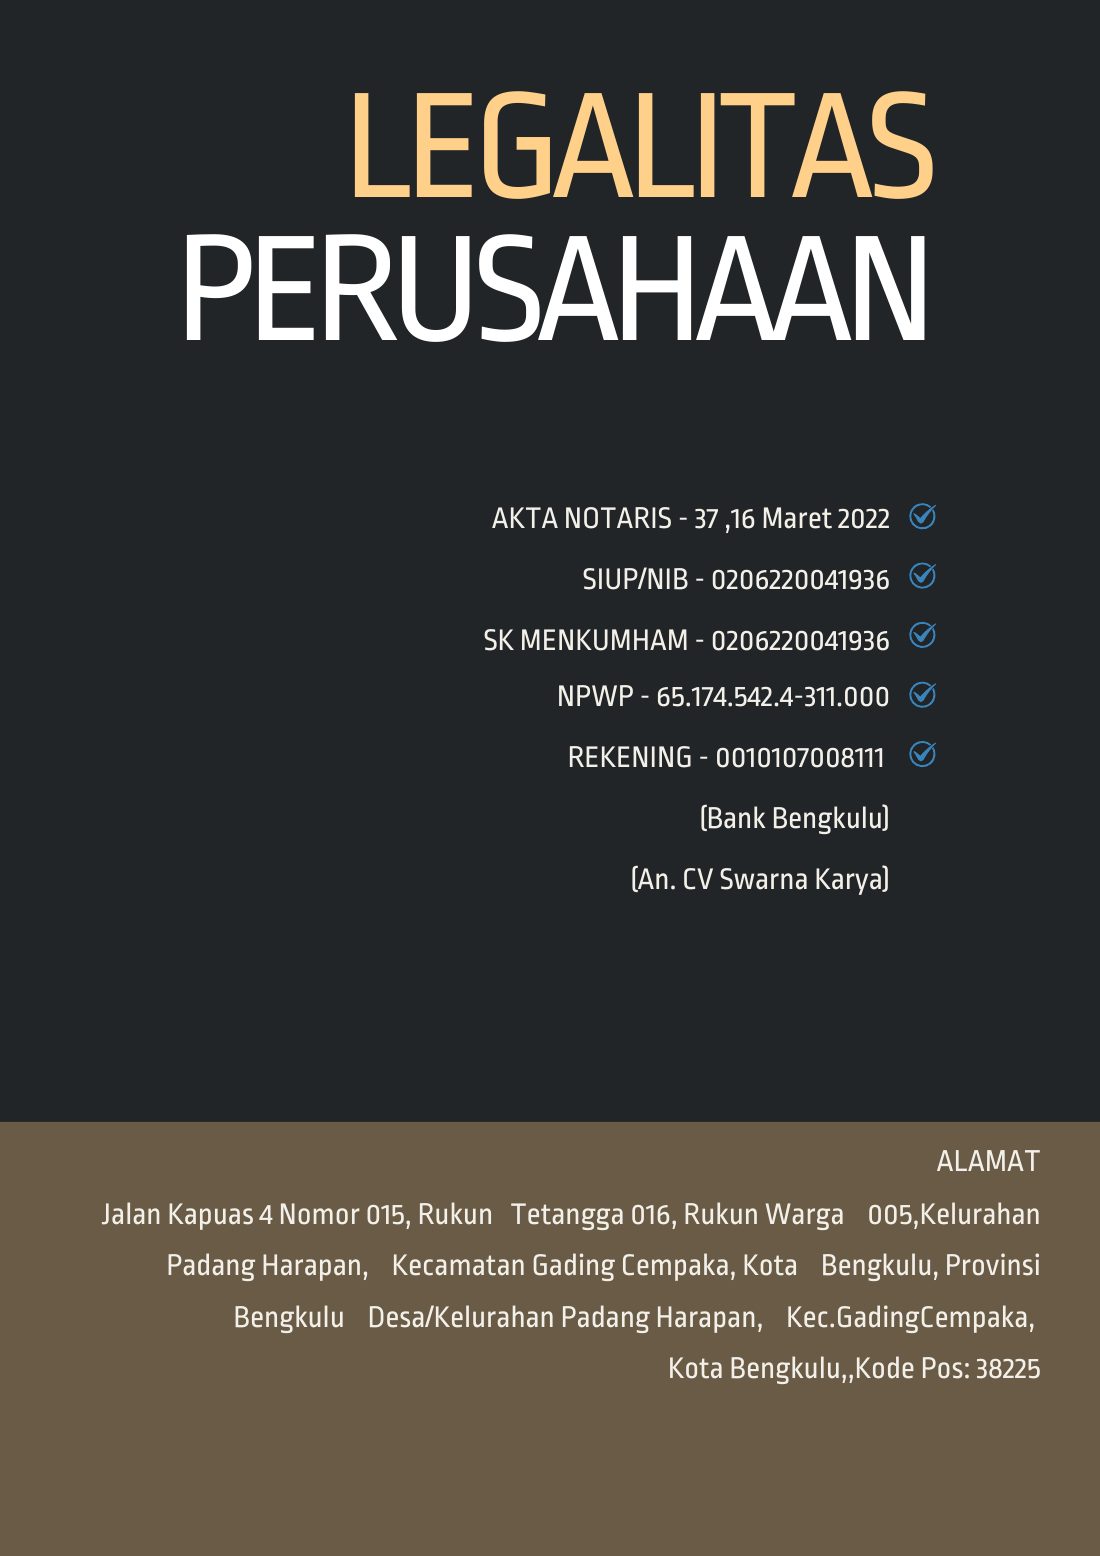 LEGALITAS
PERUSAHAAN
AKTA NOTARIS - 37 ,16 Maret 2022
SIUP/NIB - 0206220041936
SK MENKUMHAM - 0206220041936
NPWP - 65.174.542.4-311.000
REKENING - 0010107008111
(Bank Bengkulu)
(An. CV Swarna Karya)
ALAMAT
Jalan Kapuas 4 Nomor 015, Rukun Tetangga 016, Rukun Warga 005,Kelurahan
Padang Harapan, Kecamatan Gading Cempaka, Kota Bengkulu, Provinsi
Bengkulu Desa/Kelurahan Padang Harapan, Kec.GadingCempaka,
Kota Bengkulu,,Kode Pos: 38225